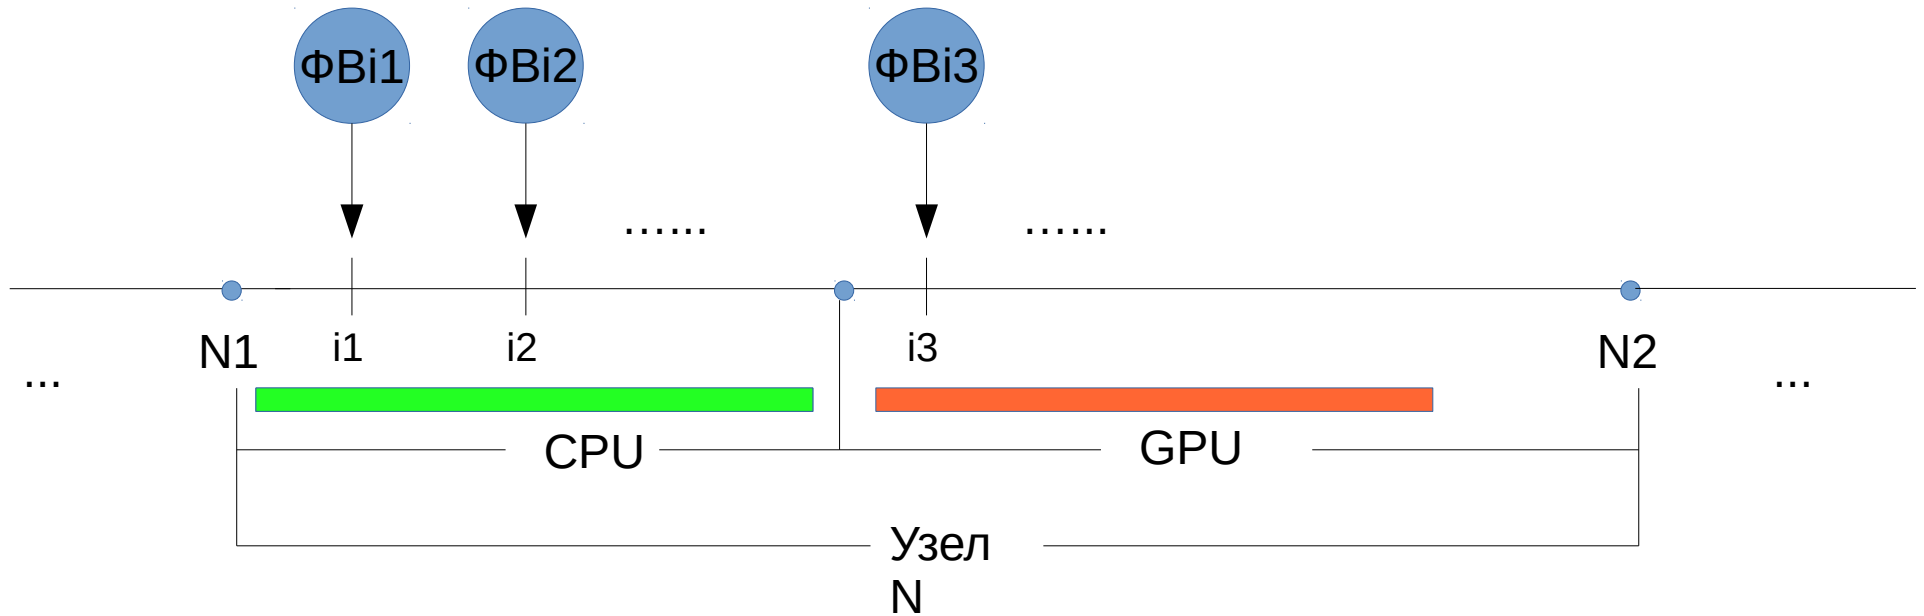 ФВi1 ФВi2 ФВi3
…... …...
N1 i1 i2 i3 N2
... ...
CPU GPU
Узел
N